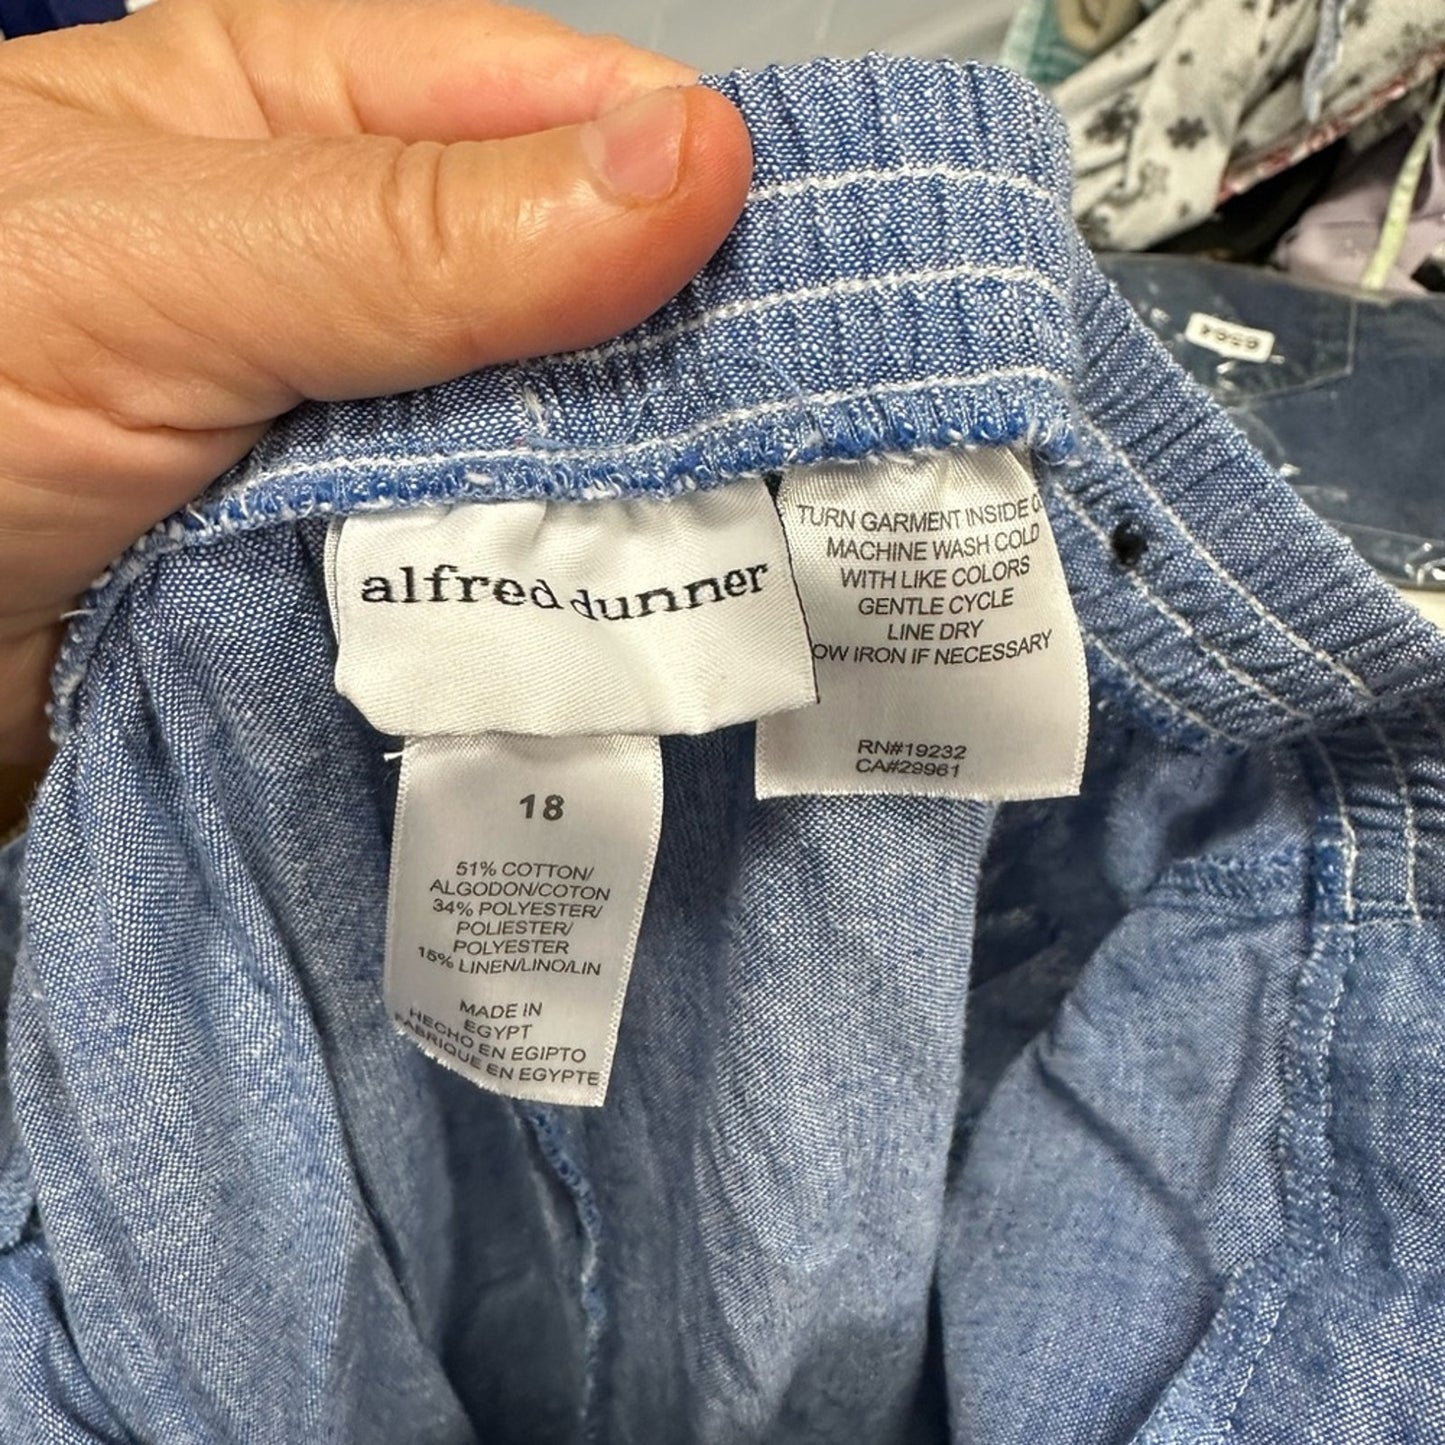 alfred dunner
TURN GARMENT INSIDE
MACHINE WASH COLD
WITH LIKE COLORS
GENTLE CYCLE
LINE DRY
OW IRON IF NECESSARY
RN#19232
CA#29961
18
51% COTTON/
ALGODON/COTON
34% POLYESTER/
POLIESTER/
POLYESTER
15% LINEN/LINO/LIN
MADE IN
EGYPT
HECHO EN EGIPTO
FABRIQUE EN EGYPTE